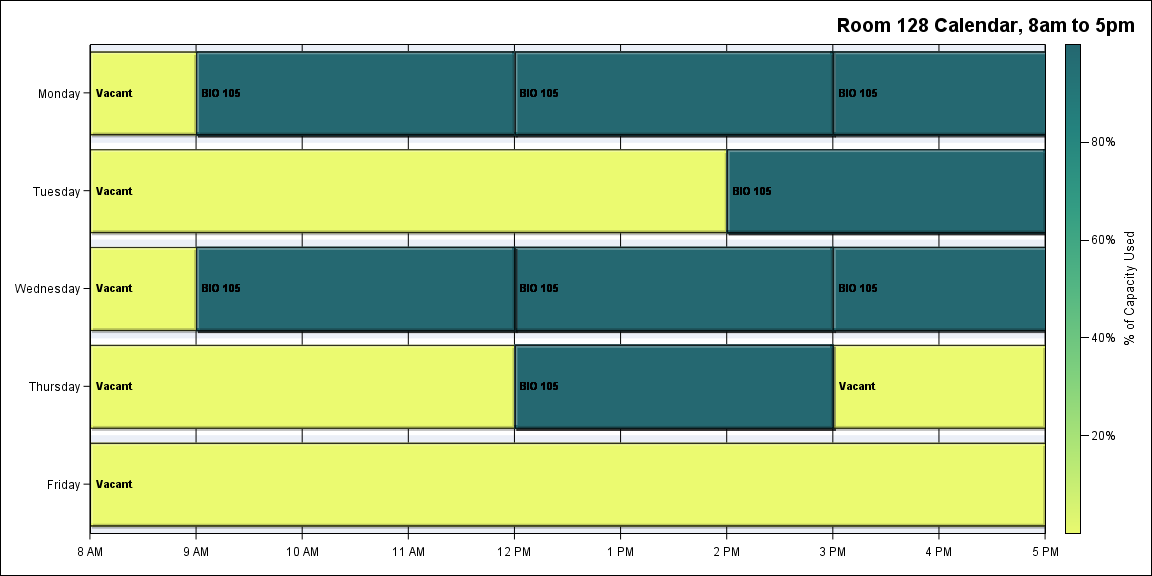 Room 128 Calendar, 8am to 5pm
Monday
Vacant
BIO 105
BIO 105
BIO 105
Tuesday
Vacant
BIO 105
Wednesday
Vacant
BIO 105
BIO 105
BIO 105
Thursday
Vacant
BIO 105
Vacant
Friday
Vacant
8 AM
9 AM
10 AM
11 AM
12 PM
1 PM
2 PM
3 PM
4 PM
5 PM
80%
60%
40%
20%
% of Capacity Used